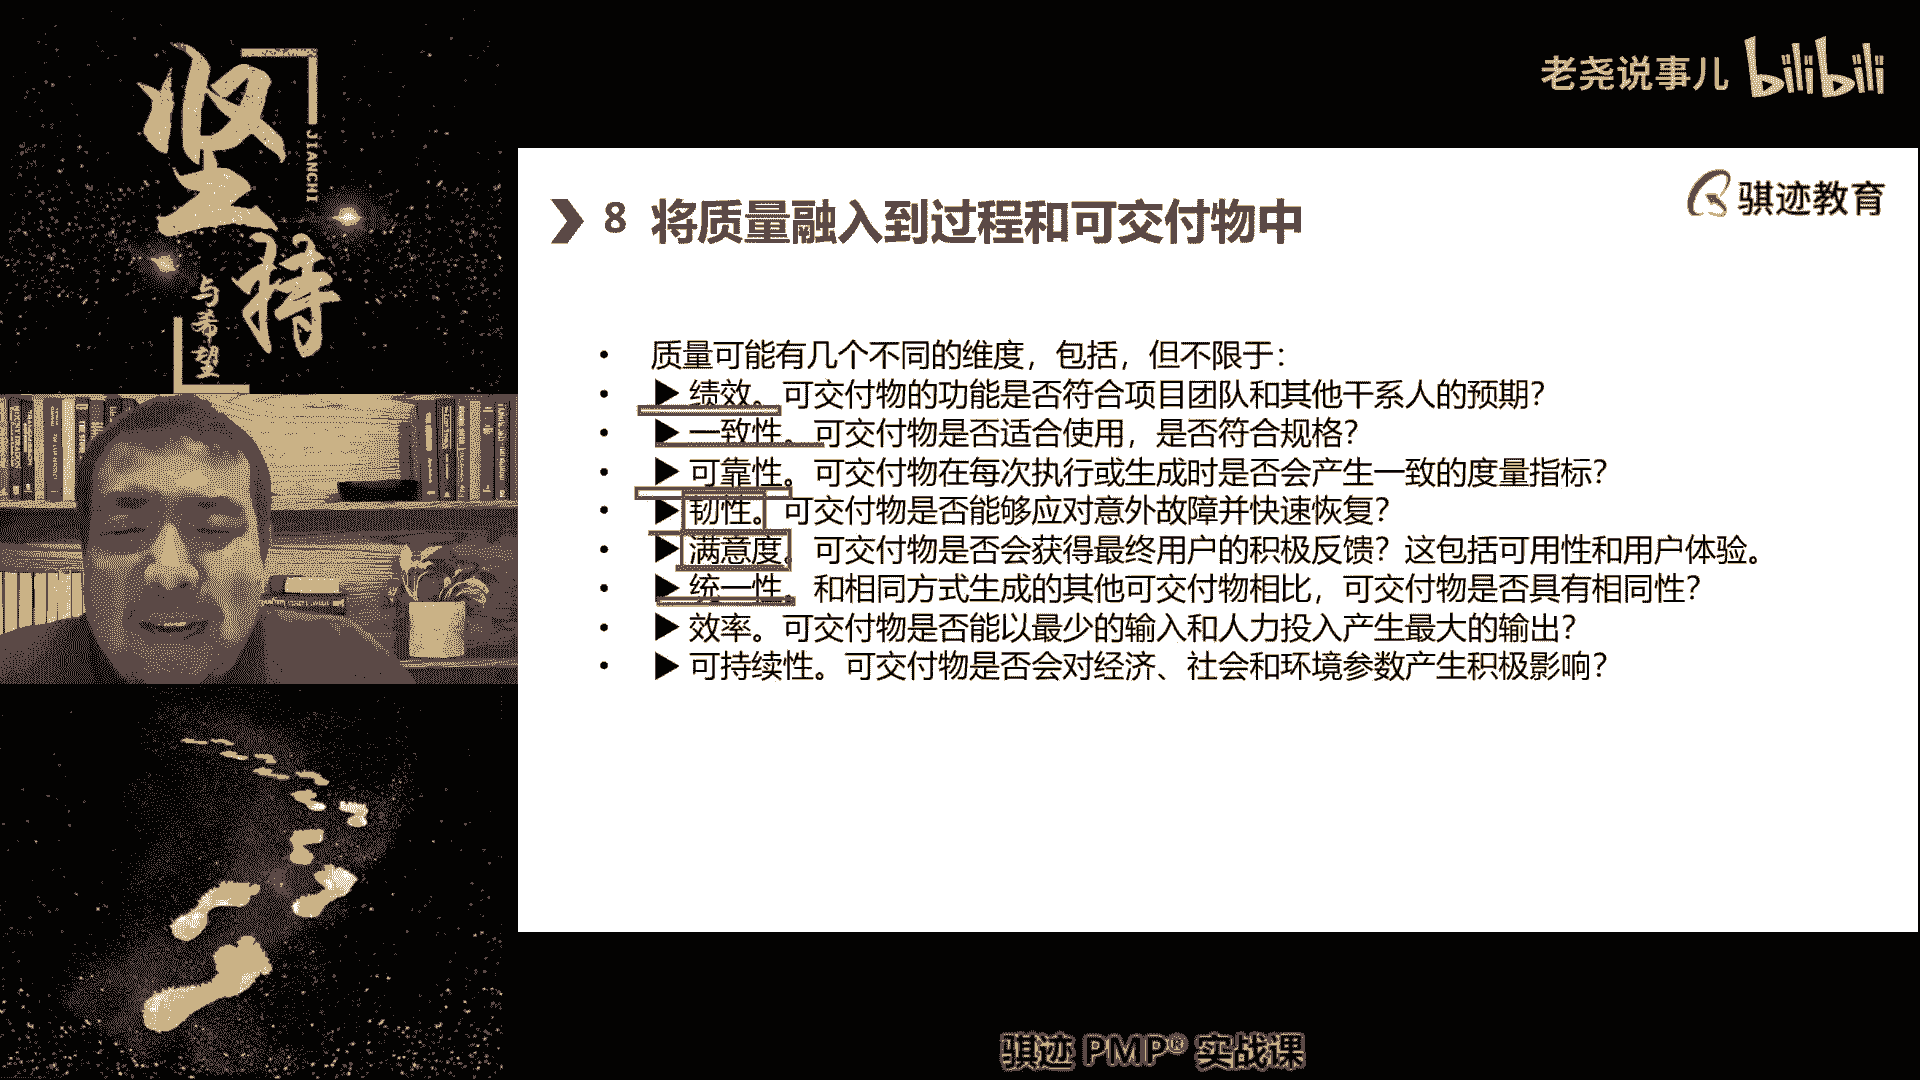 坚持
JIANCHI
与希望
老尧说事儿 bilibili
骐迹教育
8 将质量融入到过程和可交付物中
• 质量可能有几个不同的维度，包括，但不限于：
• ▶ 绩效。可交付物的功能是否符合项目团队和其他干系人的预期？
• ▶ 一致性。可交付物是否适合使用，是否符合规格？
• ▶ 可靠性。可交付物在每次执行或生成时是否会产生一致的度量指标？
• ▶ 韧性。可交付物是否能够应对意外故障并快速恢复？
• ▶ 满意度。可交付物是否会获得最终用户的积极反馈？这包括可用性和用户体验。
• ▶ 统一性。和相同方式生成的其他可交付物相比，可交付物是否具有相同性？
• ▶ 效率。可交付物是否能以最少的输入和人力投入产生最大的输出？
• ▶ 可持续性。可交付物是否会对经济、社会和环境参数产生积极影响？
骐迹 PMP® 实战课